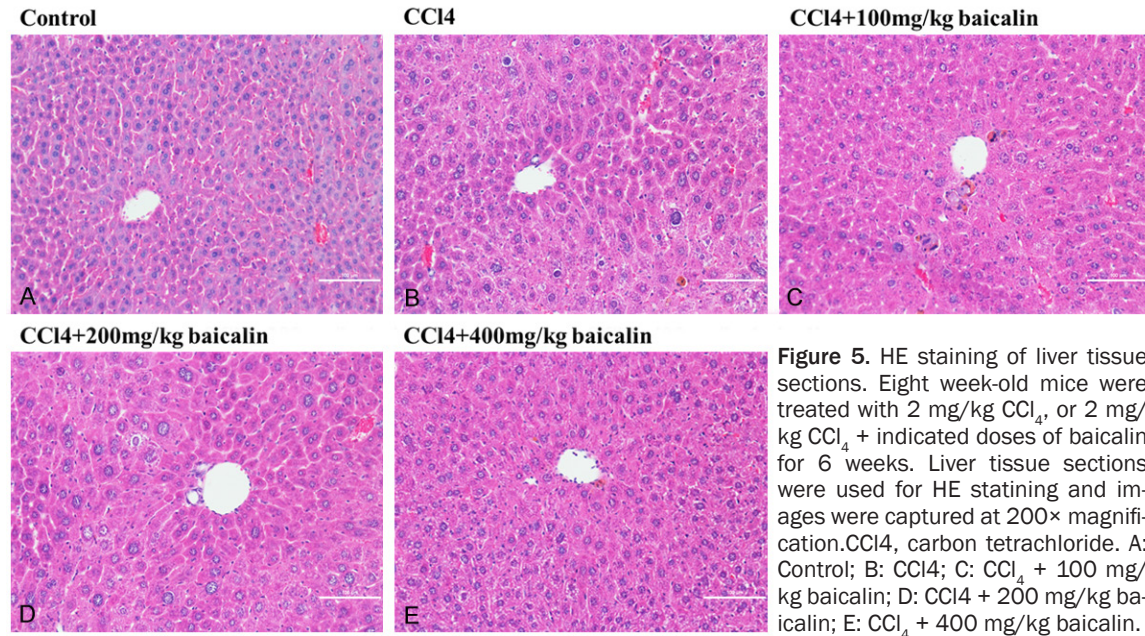 Control
CCl4
CCl4+100mg/kg baicalin
A
B
C
CCl4+200mg/kg baicalin
CCl4+400mg/kg baicalin
D
E
Figure 5. HE staining of liver tissue
sections. Eight week-old mice were
treated with 2 mg/kg CCl₄, or 2 mg/
kg CCl₄ + indicated doses of baicalin
for 6 weeks. Liver tissue sections
were used for HE statining and im-
ages were captured at 200× magnifi-
cation.CCl4, carbon tetrachloride. A:
Control; B: CCl4; C: CCl₄ + 100 mg/
kg baicalin; D: CCl4 + 200 mg/kg ba-
icalin; E: CCl₄ + 400 mg/kg baicalin.